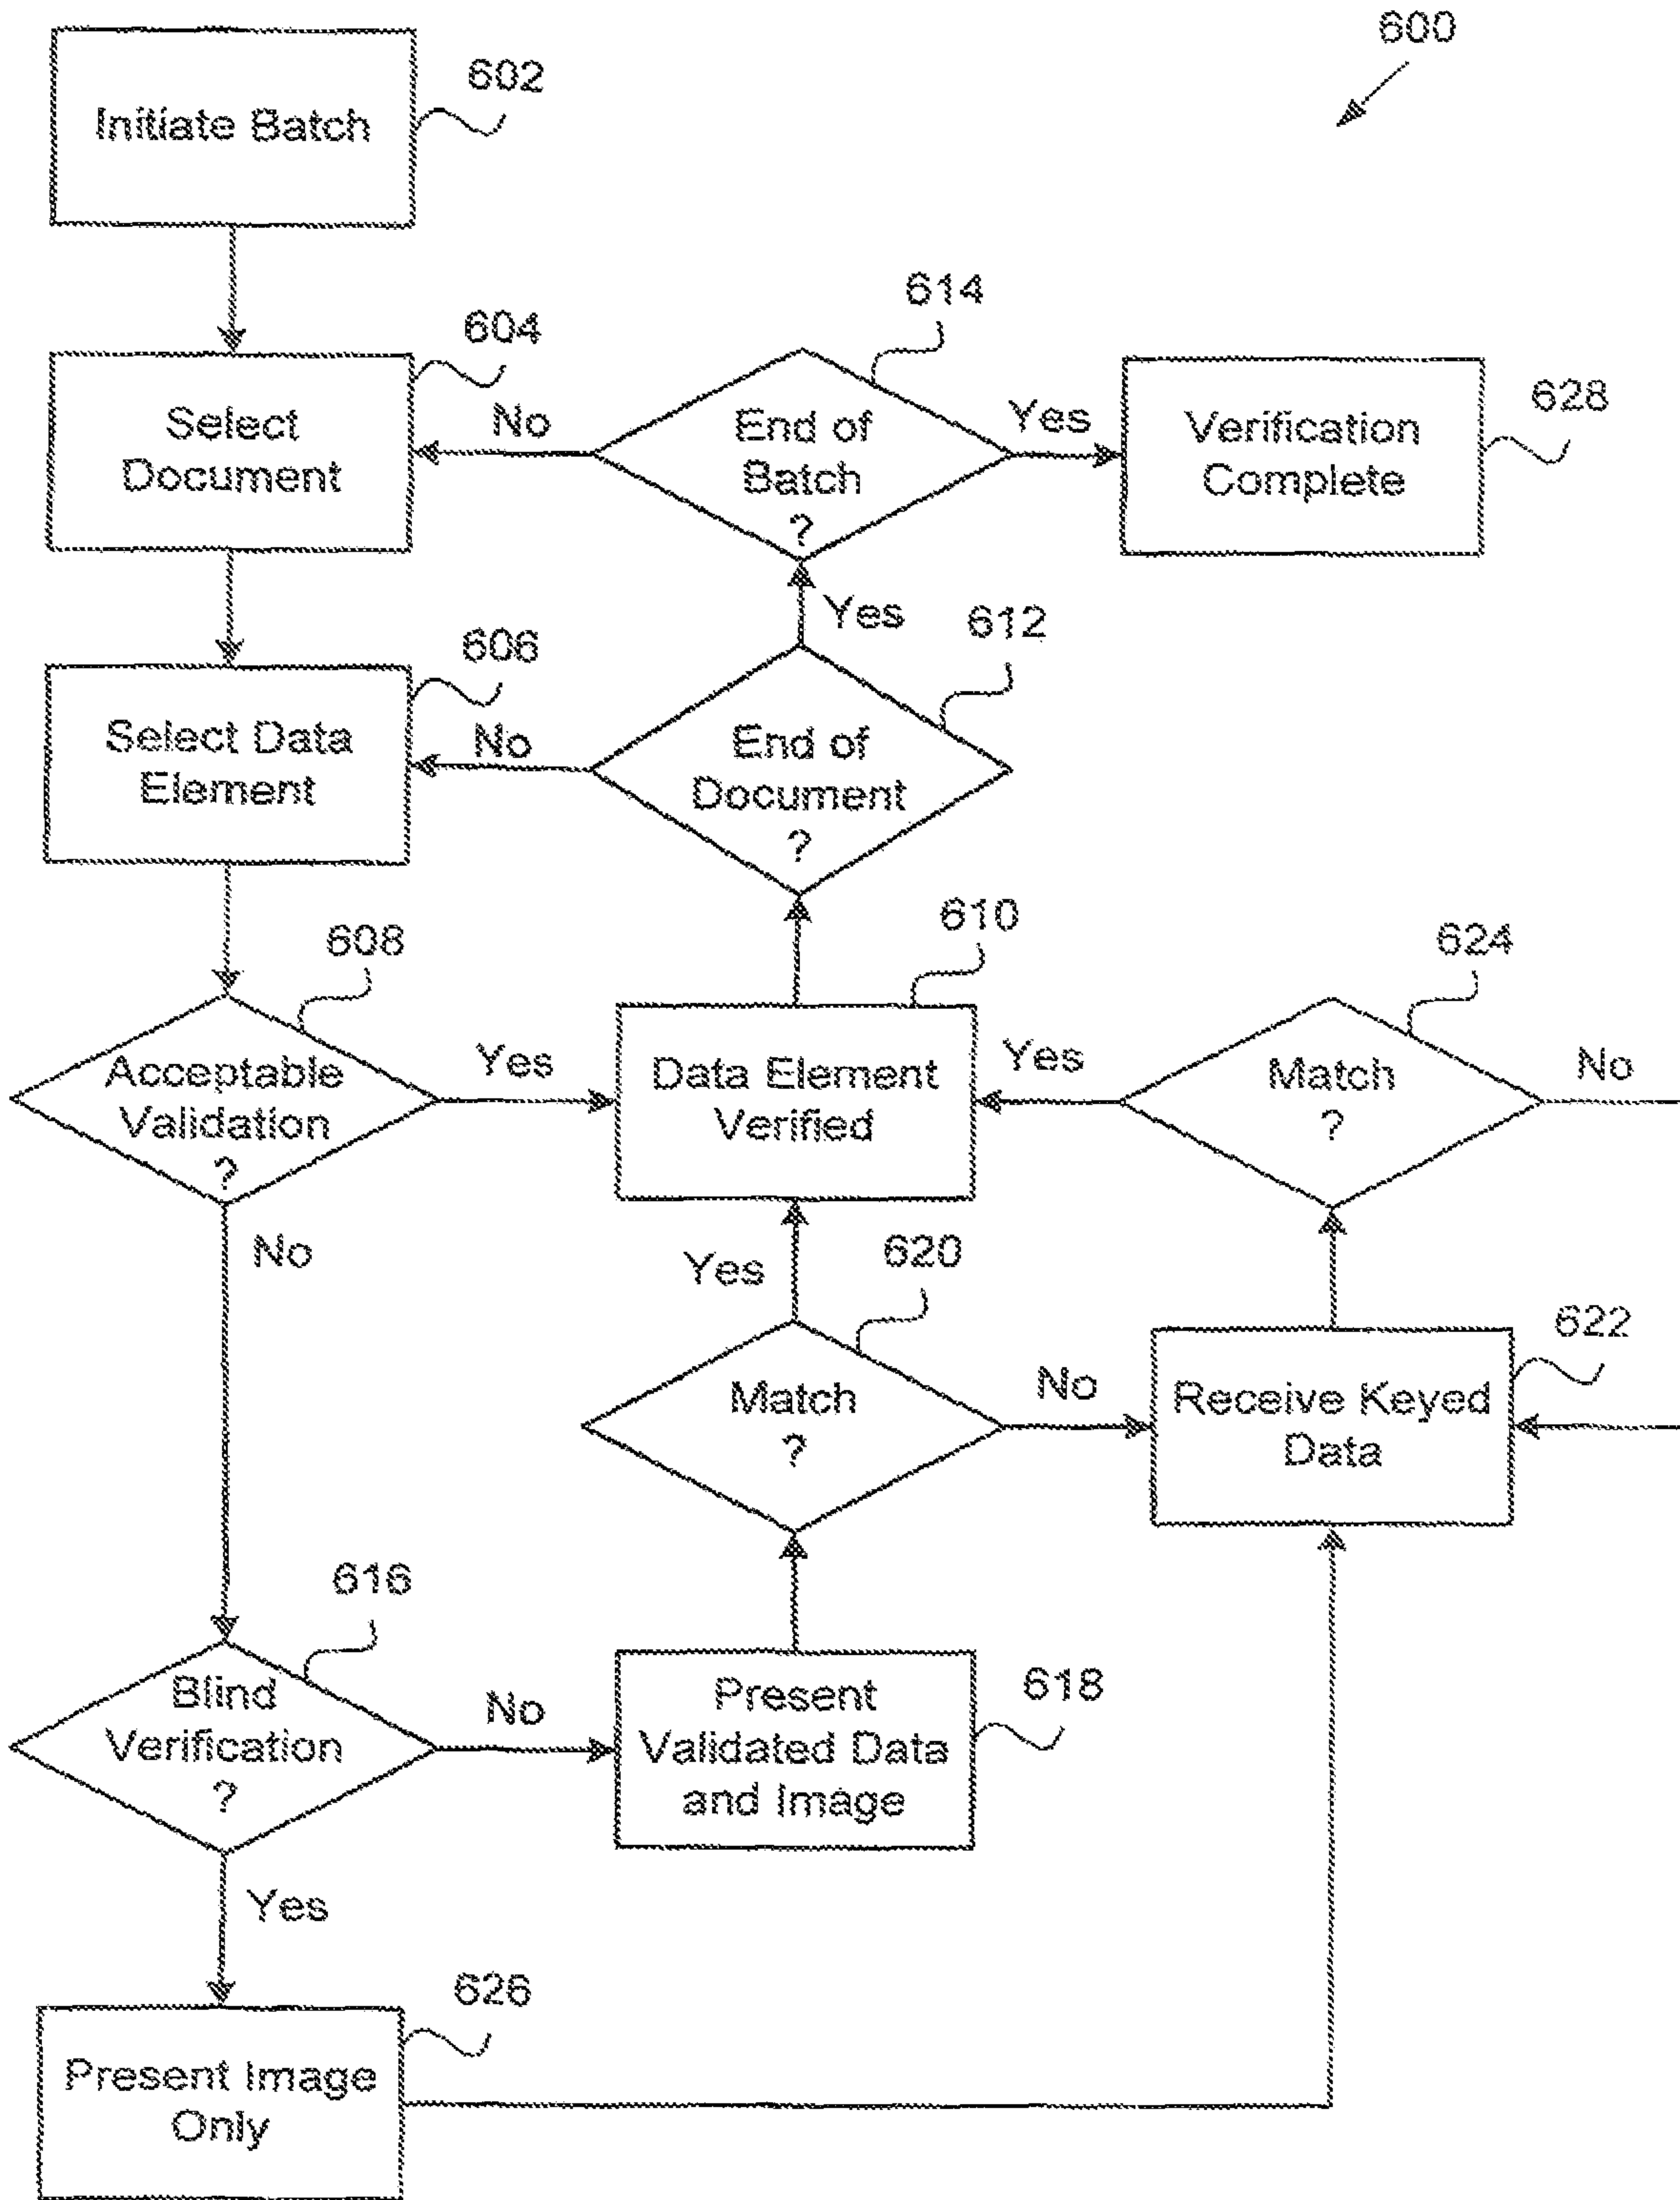 600
Initiate Batch
602
Select
Document
604
No
End of
Batch
?
614
Yes
Verification
Complete
628
Yes
Select Data
Element
606
No
End of
Document
?
612
Acceptable
Validation
?
608
Yes
Data Element
Verified
610
Yes
Match
?
624
No
No
Yes
Match
?
620
No
Receive Keyed
Data
622
Blind
Verification
?
616
No
Present
Validated Data
and Image
618
Yes
Present Image
Only
626